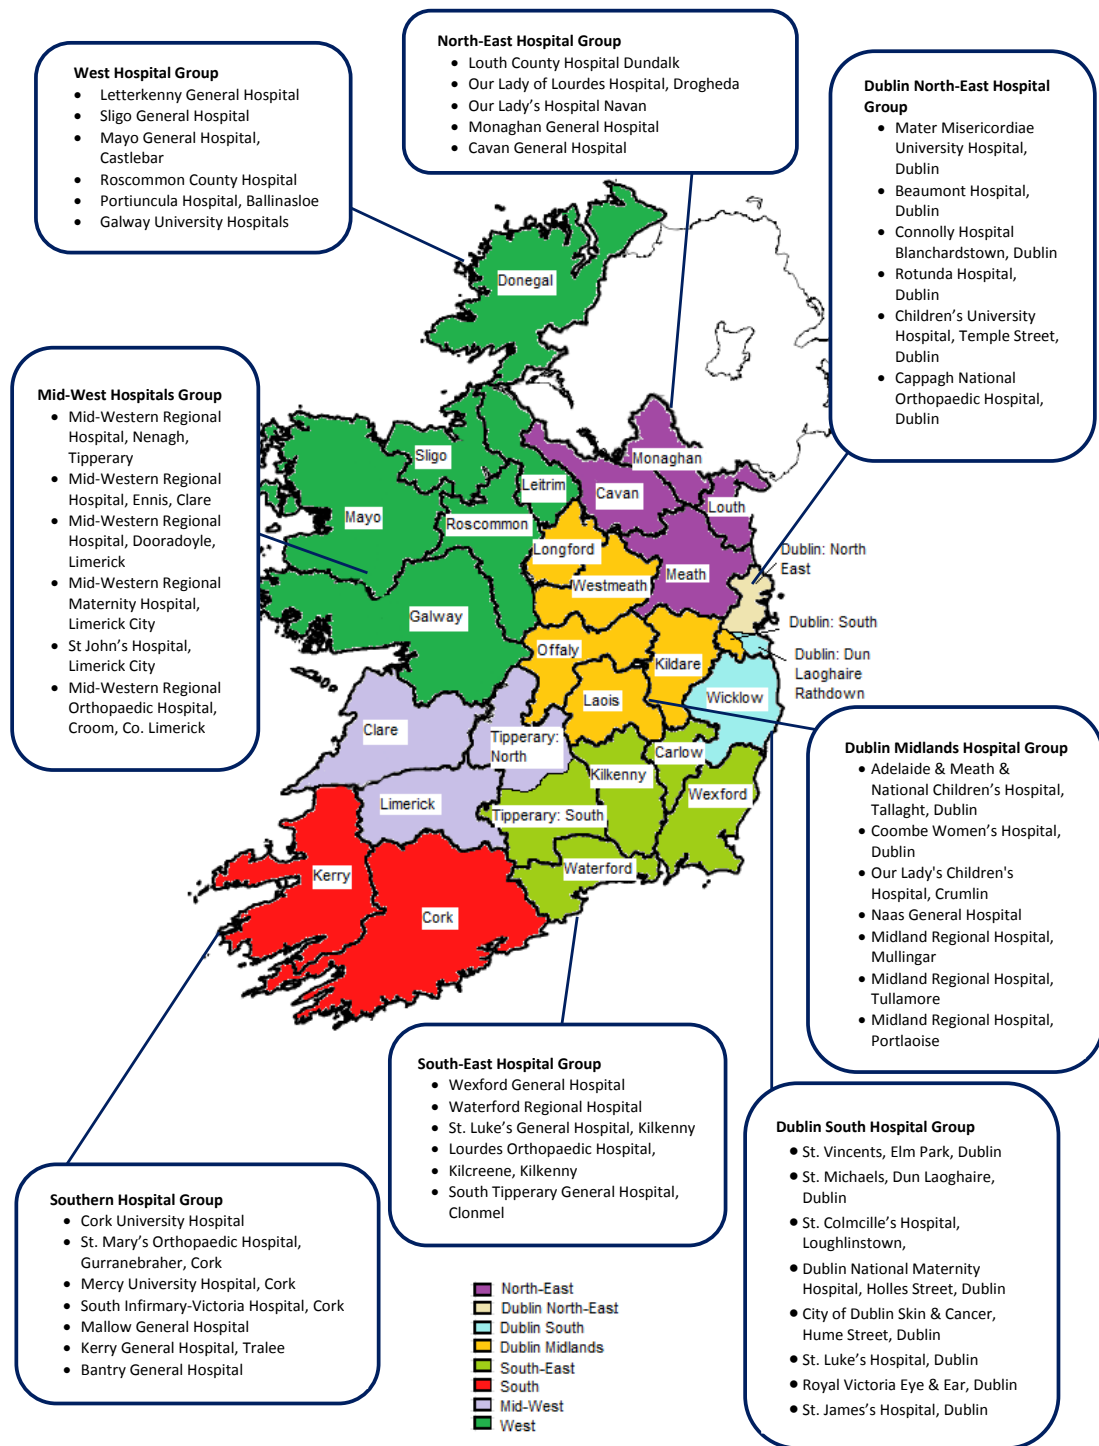 North-East Hospital Group
• Louth County Hospital Dundalk
• Our Lady of Lourdes Hospital, Drogheda
• Our Lady's Hospital Navan
• Monaghan General Hospital
• Cavan General Hospital
West Hospital Group
• Letterkenny General Hospital
• Sligo General Hospital
• Mayo General Hospital,
Castlebar
• Roscommon County Hospital
• Portiuncula Hospital, Ballinasloe
• Galway University Hospitals
Dublin North-East Hospital
Group
• Mater Misericordiae
University Hospital,
Dublin
• Beaumont Hospital,
Dublin
• Connolly Hospital
Blanchardstown, Dublin
• Rotunda Hospital,
Dublin
• Children's University
Hospital, Temple Street,
Dublin
• Cappagh National
Orthopaedic Hospital,
Dublin
Mid-West Hospitals Group
• Mid-Western Regional
Hospital, Nenagh,
Tipperary
• Mid-Western Regional
Hospital, Ennis, Clare
• Mid-Western Regional
Hospital, Dooradoyle,
Limerick
• Mid-Western Regional
Maternity Hospital,
Limerick City
• St John's Hospital,
Limerick City
• Mid-Western Regional
Orthopaedic Hospital,
Croom, Co. Limerick
Donegal
Sligo
Monaghan
Leitrim
Cavan
Louth
Mayo
Roscommon
Longford
Dublin: North
East
Meath
Westmeath
Galway
Dublin: South
Offaly
Kildare
Dublin: Dun
Laoghaire
Rathdown
Laois
Wicklow
Clare
Tipperary:
North
Carlow
Kilkenny
Wexford
Limerick
Tipperary: South
Waterford
Kerry
Cork
Dublin Midlands Hospital Group
• Adelaide & Meath &
National Children's Hospital,
Tallaght, Dublin
• Coombe Women's Hospital,
Dublin
• Our Lady's Children's
Hospital, Crumlin
• Naas General Hospital
• Midland Regional Hospital,
Mullingar
• Midland Regional Hospital,
Tullamore
• Midland Regional Hospital,
Portlaoise
South-East Hospital Group
• Wexford General Hospital
• Waterford Regional Hospital
• St. Luke's General Hospital, Kilkenny
• Lourdes Orthopaedic Hospital,
• Kilcreene, Kilkenny
• South Tipperary General Hospital,
Clonmel
Dublin South Hospital Group
• St. Vincents, Elm Park, Dublin
• St. Michaels, Dun Laoghaire,
Dublin
• St. Colmcille's Hospital,
Loughlinstown,
• Dublin National Maternity
Hospital, Holles Street, Dublin
• City of Dublin Skin & Cancer,
Hume Street, Dublin
• St. Luke's Hospital, Dublin
• Royal Victoria Eye & Ear, Dublin
• St. James's Hospital, Dublin
Southern Hospital Group
• Cork University Hospital
• St. Mary's Orthopaedic Hospital,
Gurranebraher, Cork
• Mercy University Hospital, Cork
• South Infirmary-Victoria Hospital, Cork
• Mallow General Hospital
• Kerry General Hospital, Tralee
• Bantry General Hospital
North-East
Dublin North-East
Dublin South
Dublin Midlands
South-East
South
Mid-West
West